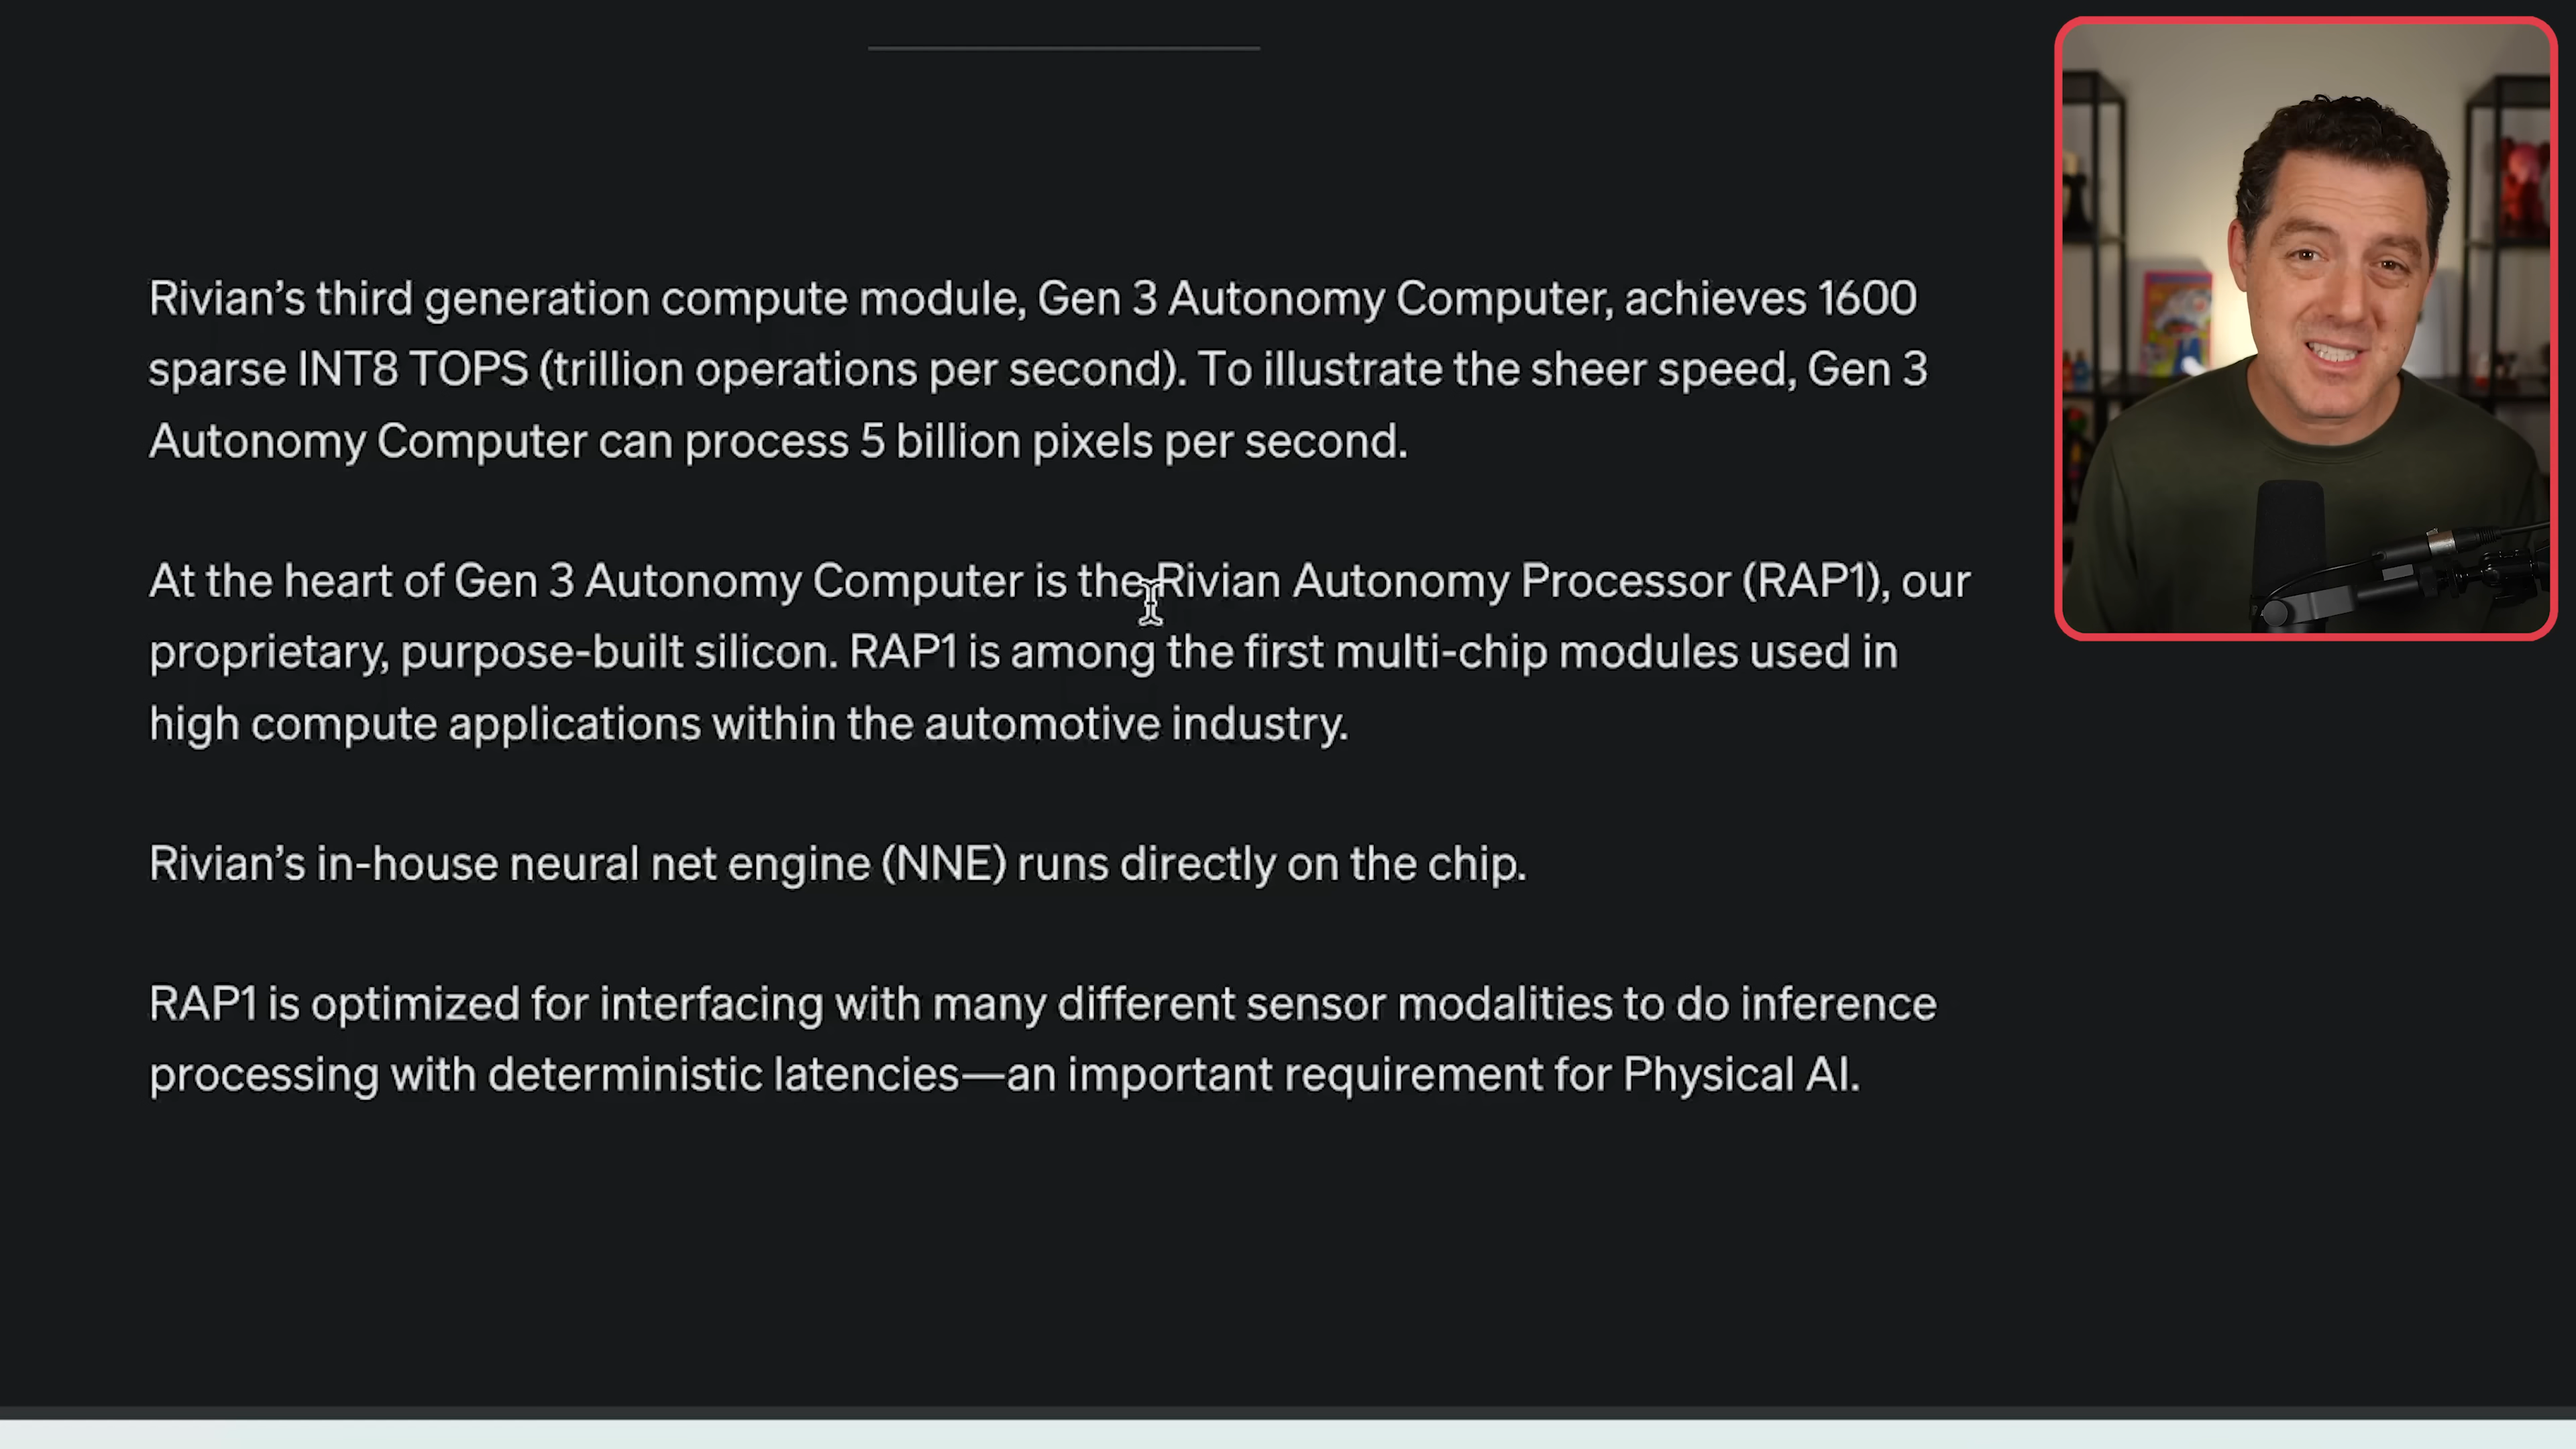 Rivian’s third generation compute module, Gen 3 Autonomy Computer, achieves 1600
sparse INT8 TOPS (trillion operations per second). To illustrate the sheer speed, Gen 3
Autonomy Computer can process 5 billion pixels per second.
At the heart of Gen 3 Autonomy Computer is the Rivian Autonomy Processor (RAP1), our
proprietary, purpose-built silicon. RAP1 is among the first multi-chip modules used in
high compute applications within the automotive industry.
Rivian’s in-house neural net engine (NNE) runs directly on the chip.
RAP1 is optimized for interfacing with many different sensor modalities to do inference
processing with deterministic latencies—an important requirement for Physical AI.